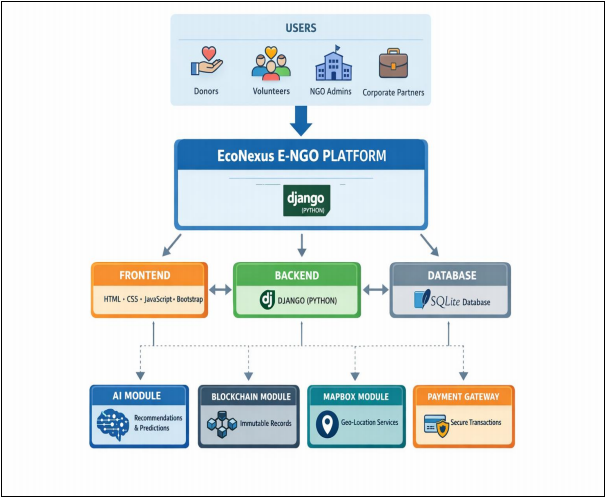 USERS
Donors
Volunteers
NGO Admins
Corporate Partners
EcoNexus E-NGO PLATFORM
django
(PYTHON)
FRONTEND
HTML • CSS • JavaScript • Bootstrap
BACKEND
dj DJANGO (PYTHON)
DATABASE
SQLite Database
AI MODULE
Recommendations
& Predictions
BLOCKCHAIN MODULE
Immutable Records
MAPBOX MODULE
Geo-Location Services
PAYMENT GATEWAY
Secure Transactions